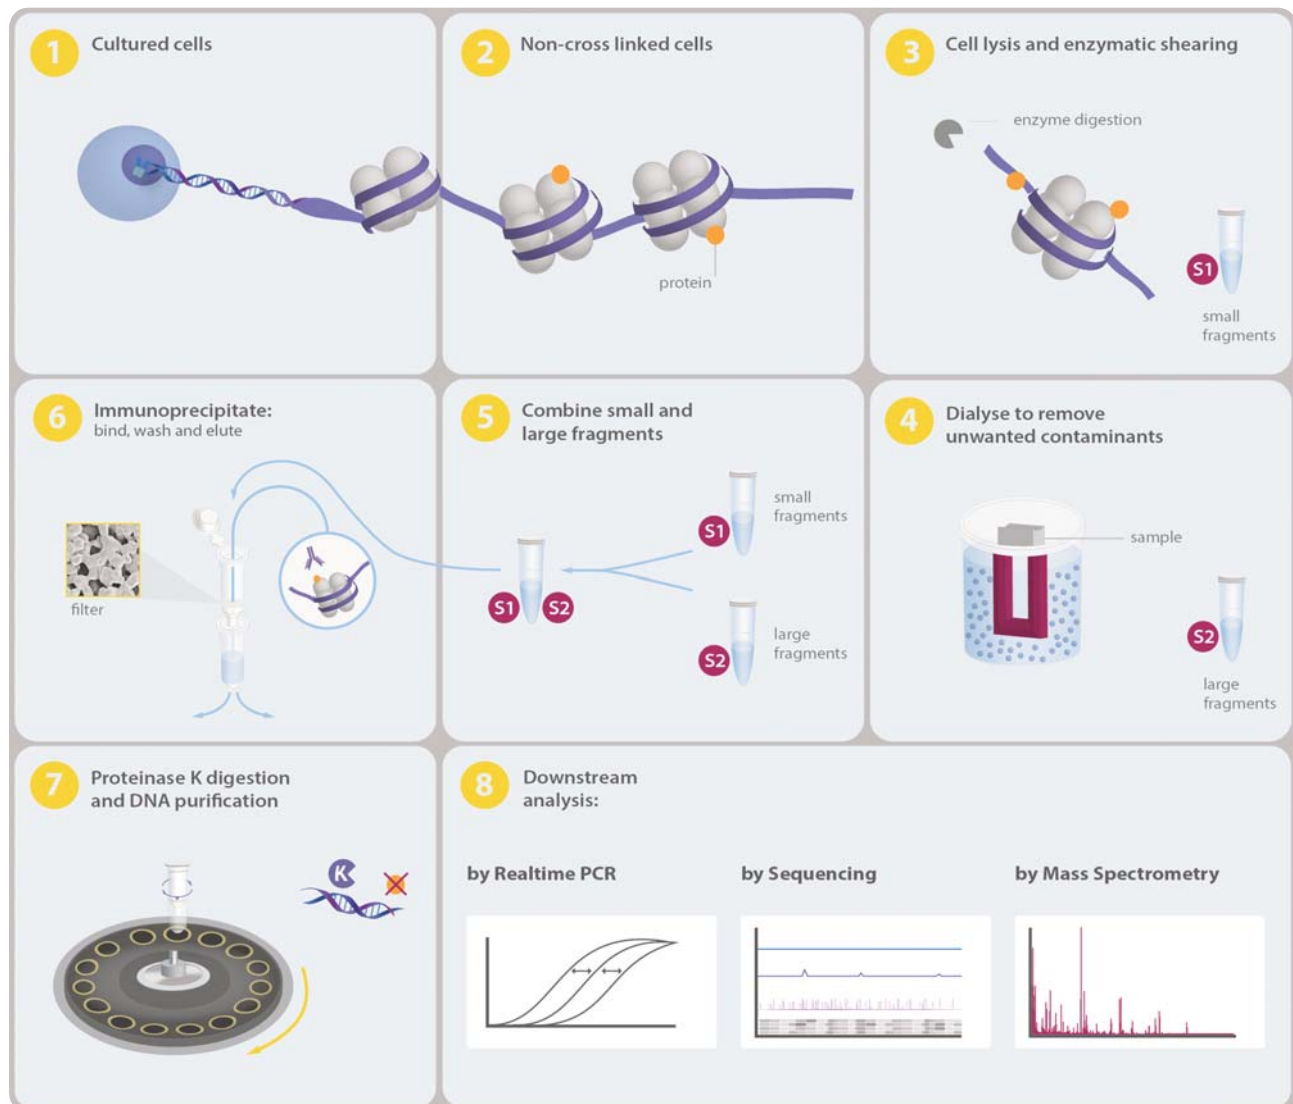 1
Cultured cells
2
Non-cross linked cells
protein
3
Cell lysis and enzymatic shearing
enzyme digestion
S1
small
fragments
4
Dialyse to remove
unwanted contaminants
sample
S2
large
fragments
5
Combine small and
large fragments
S1
small
fragments
S1 S2
S2
large
fragments
6
Immunoprecipitate:
bind, wash and elute
filter
7
Proteinase K digestion
and DNA purification
K
8
Downstream
analysis:
by Realtime PCR
by Sequencing
by Mass Spectrometry